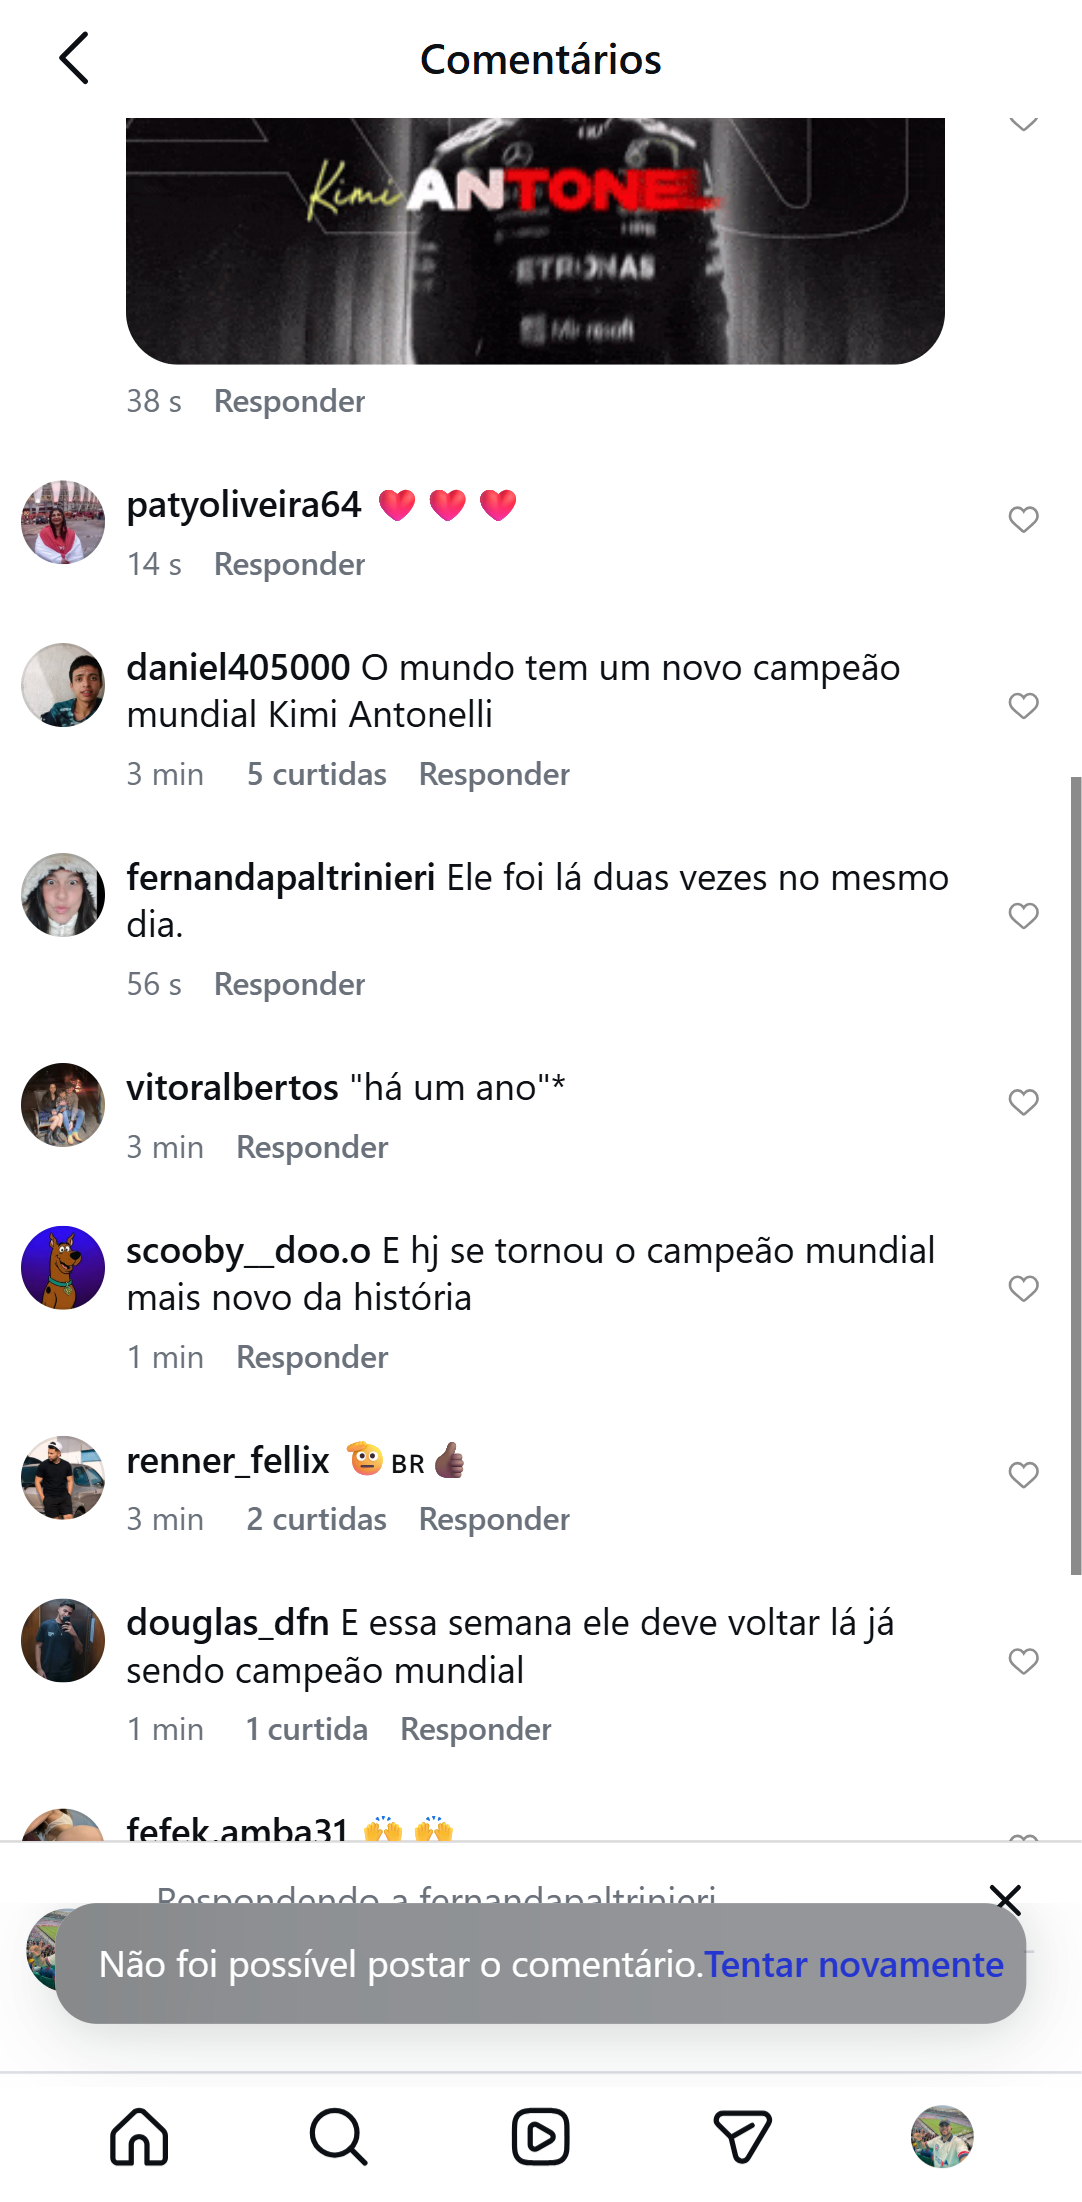 Comentários
Kimi ANTONEL
PETRONAS
Microsoft
38 s Responder
patyoliveira64 ❤️ ❤️ ❤️
14 s Responder
daniel405000 O mundo tem um novo campeão
mundial Kimi Antonelli
3 min 5 curtidas Responder
fernandapaltrinieri Ele foi lá duas vezes no mesmo
dia.
56 s Responder
vitoralbertos "há um ano"*
3 min Responder
scooby__doo.o E hj se tornou o campeão mundial
mais novo da história
1 min Responder
renner_fellix 🫡 BR 👍🏿
3 min 2 curtidas Responder
douglas_dfn E essa semana ele deve voltar lá já
sendo campeão mundial
1 min 1 curtida Responder
fefek.amba31 🙌 🙌
Respondendo a fernandapaltrinieri
Não foi possível postar o comentário.Tentar novamente